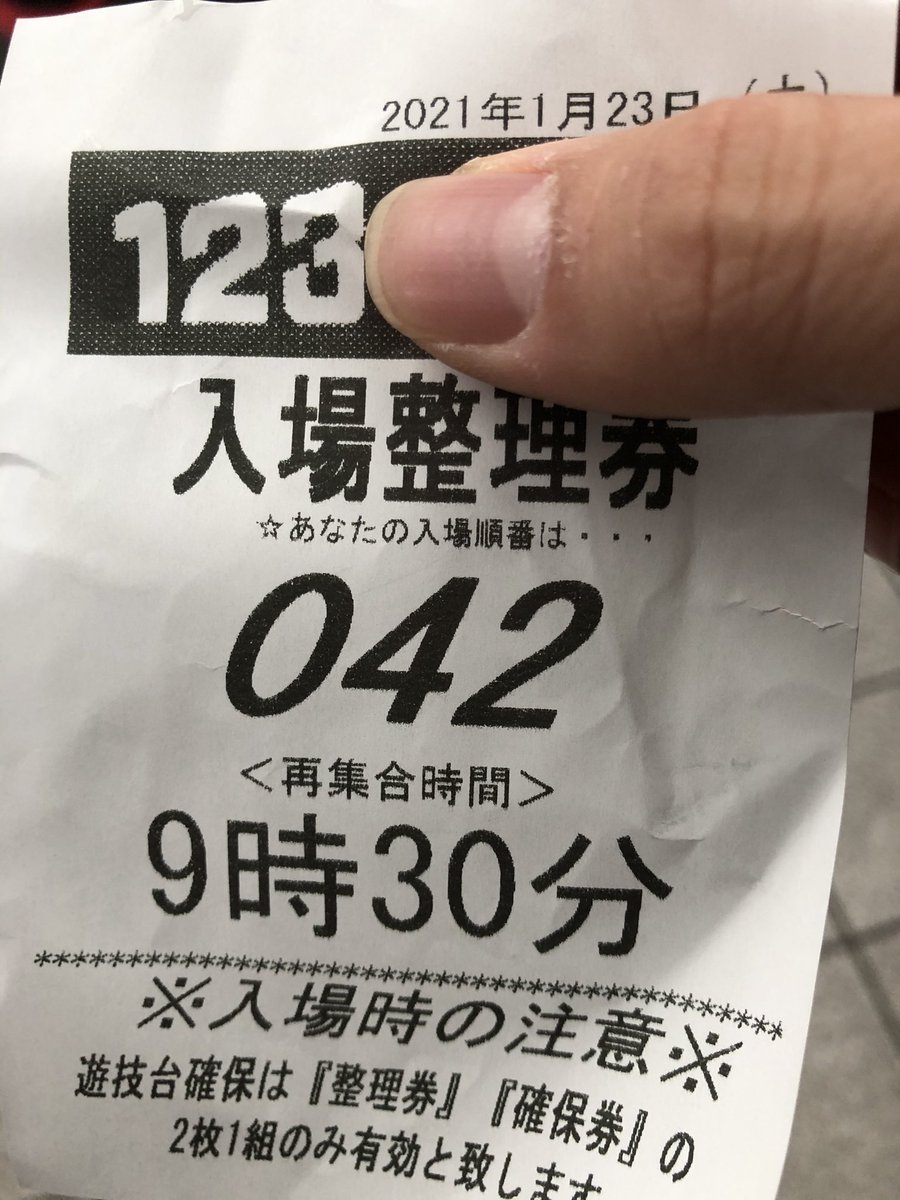 2021年1月23日（土）
123
入場整理券
☆あなたの入場順番は・・・
042
＜再集合時間＞
9時30分
*****************************************
※入場時の注意※
遊技台確保は『整理券』『確保券』の
2枚1組のみ有効と致します